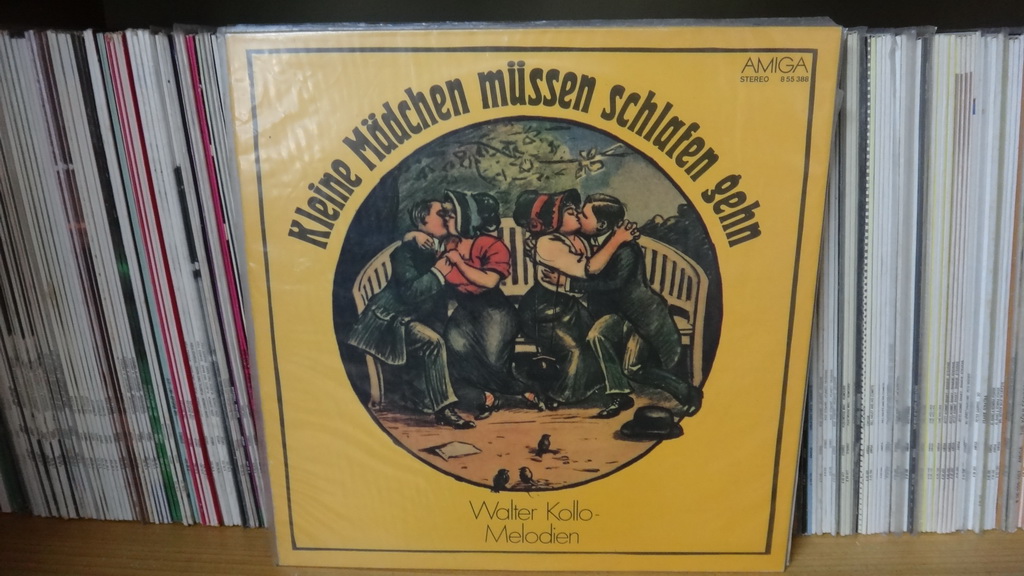 AMIGA
STEREO 8 55 388
Kleine Mädchen müssen schlafen gehn
Walter Kollo-
Melodien